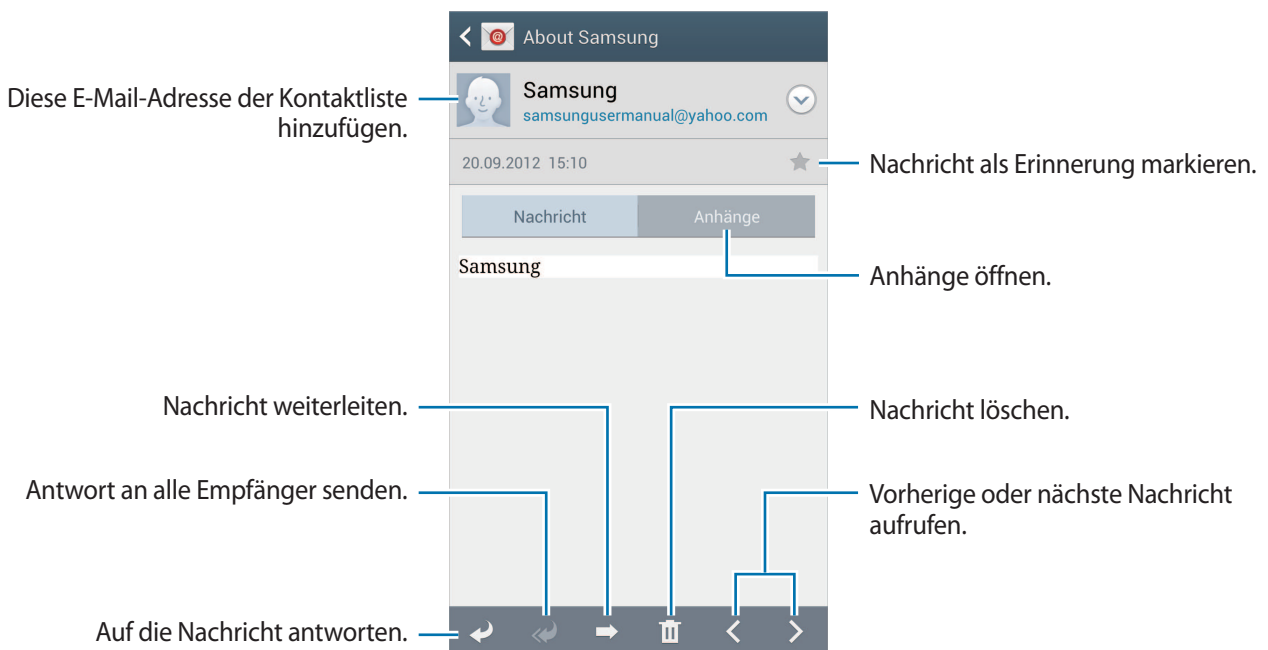 About Samsung
Diese E-Mail-Adresse der Kontaktliste
hinzufügen.
Samsung
samsungusermanual@yahoo.com
20.09.2012 15:10
Nachricht als Erinnerung markieren.
Nachricht
Anhänge
Samsung
Anhänge öffnen.
Nachricht weiterleiten.
Nachricht löschen.
Antwort an alle Empfänger senden.
Vorherige oder nächste Nachricht
aufrufen.
Auf die Nachricht antworten.